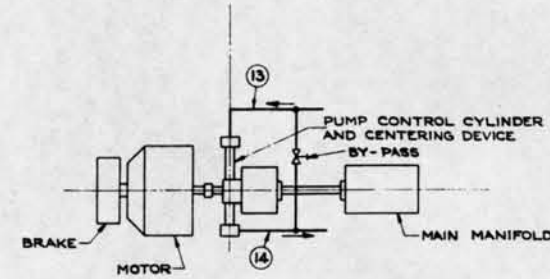 13
PUMP CONTROL CYLINDER
AND CENTERING DEVICE
BY-PASS
BRAKE
MOTOR
14
MAIN MANIFOLD